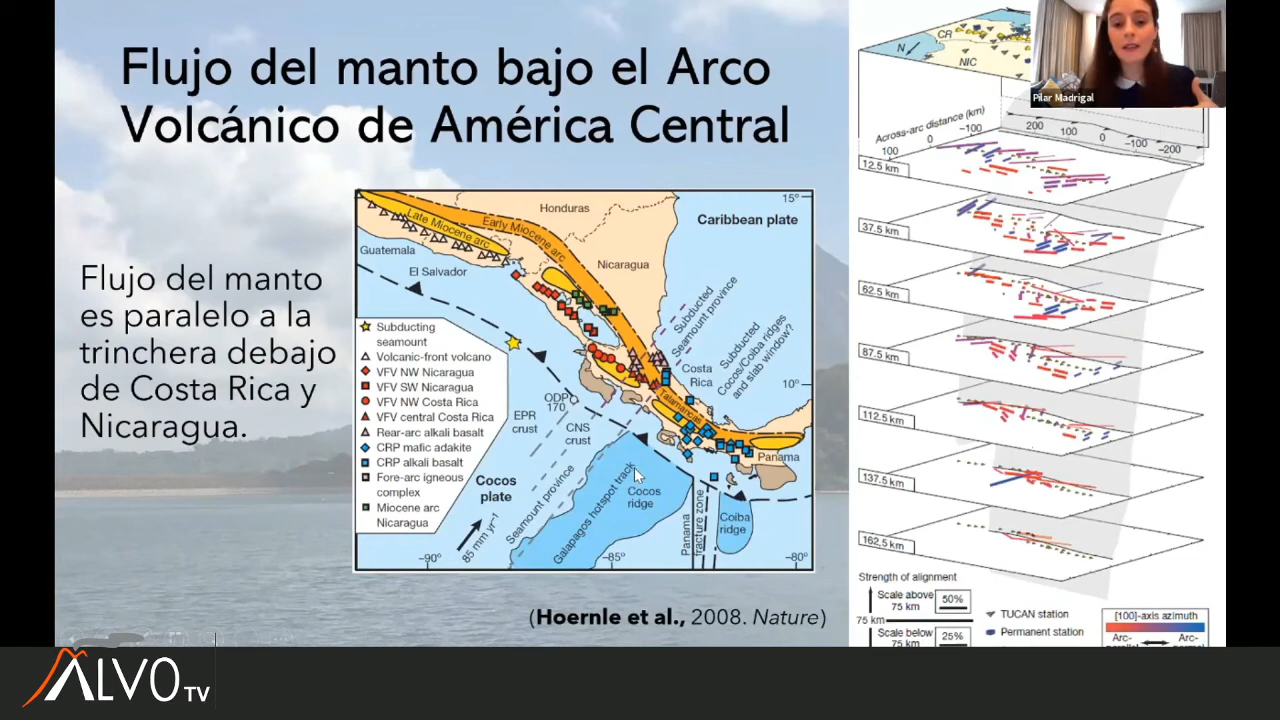 Flujo del manto bajo el Arco
Volcánico de América Central
Flujo del manto
es paralelo a la
trinchera debajo
de Costa Rica y
Nicaragua.
15º
Honduras
Caribbean plate
Late Miocene arc
Early Miocene arc
Guatemala
El Salvador
Nicaragua
Subducted
Seamount province
Subducted
Cocos/Coiba ridges
and slab window?
Costa
Rica
10º
Talamancas
Panama
ODP
170
EPR
crust
CNS
crust
Cocos
plate
85 mm yr⁻¹
Seamount province
Galapagos hotspot track
Cocos
ridge
Panama
fracture zone
Coiba
ridge
–90º
–85º
–80º
Subducting
seamount
Volcanic-front volcano
VFV NW Nicaragua
VFV SW Nicaragua
VFV NW Costa Rica
VFV central Costa Rica
Rear-arc alkali basalt
CRP mafic adakite
CRP alkali basalt
Fore-arc igneous
complex
Miocene arc
Nicaragua
(Hoernle et al., 2008. Nature)
CR
N
NIC
Pilar Madrigal
Across-arc distance (km)
100
0
–100
200
100
0
–100
–200
12.5 km
37.5 km
62.5 km
87.5 km
112.5 km
137.5 km
162.5 km
Strength of alignment
Scale above
75 km
50%
75 km
Scale below
75 km
25%
TUCAN station
Permanent station
[100]-axis azimuth
Arc-
Arc-
ALVO TV